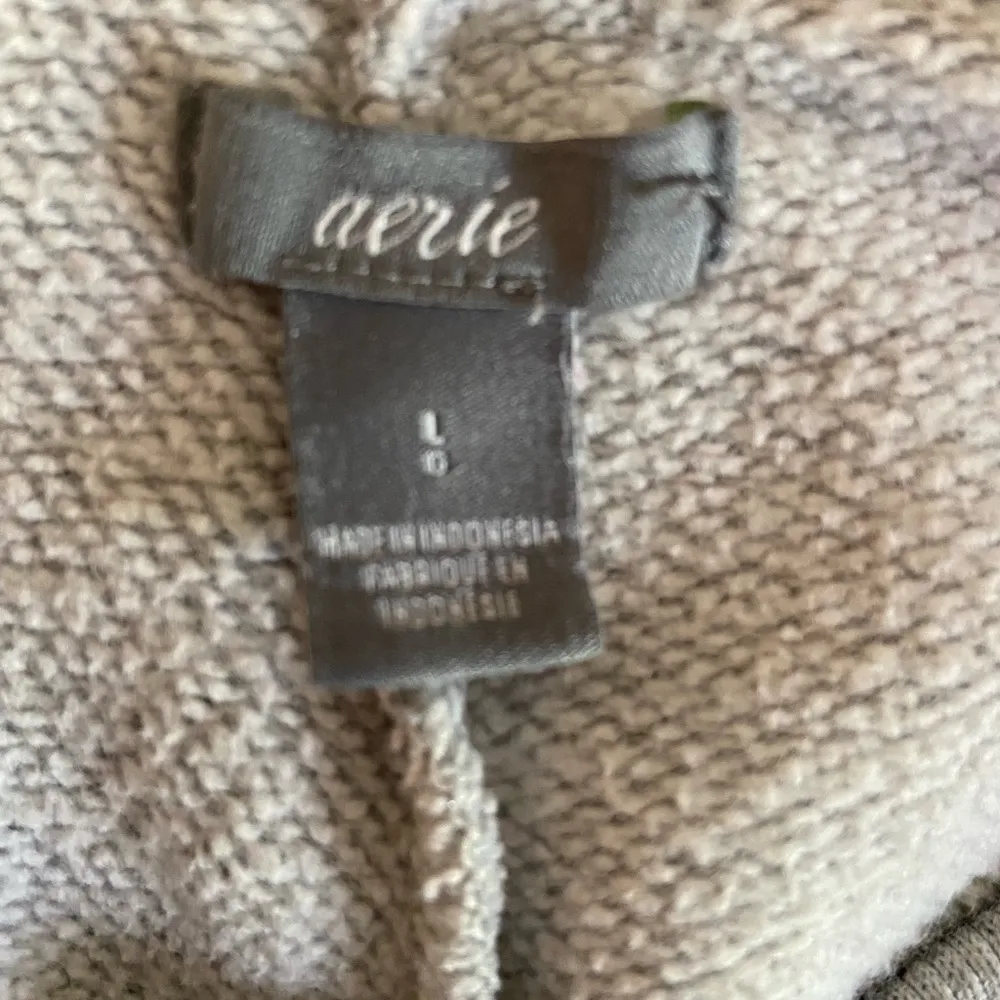 aerie
L
G
MADE IN INDONESIA
FABRIQUÉ EN
INDONÉSIE